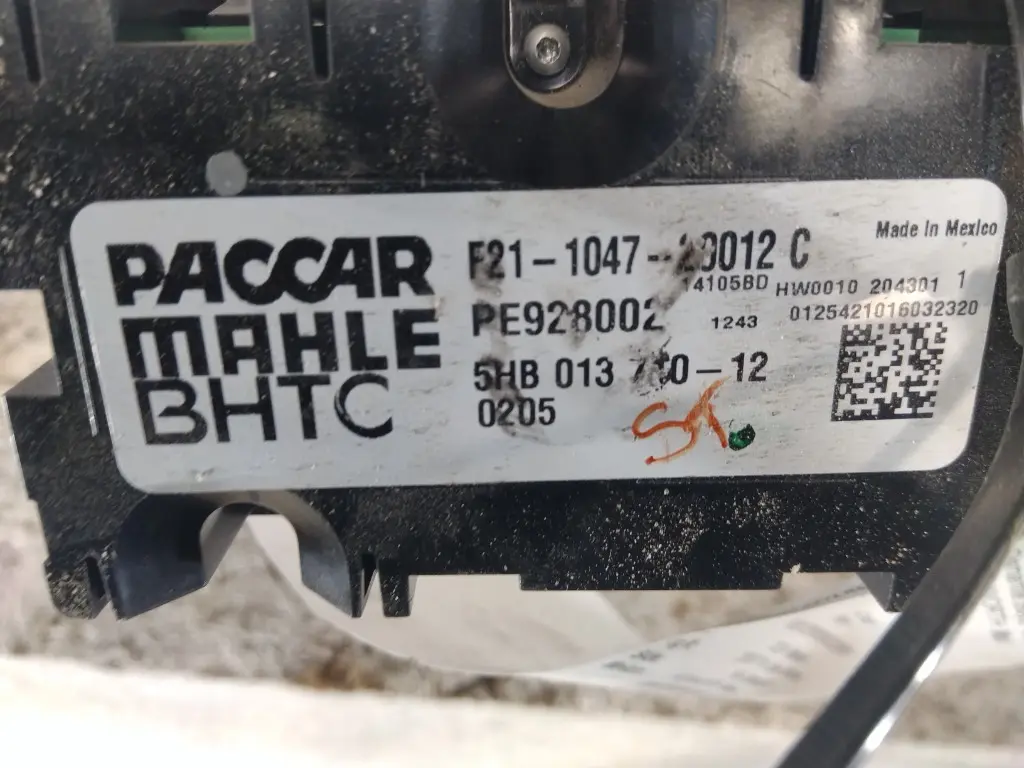 PACCAR
MAHLE
BHTC
F21-1047-20012 C
Made In Mexico
14105BD HW0010 204301 1
PE928002
1243
0125421016032320
5HB 013 -12
0205